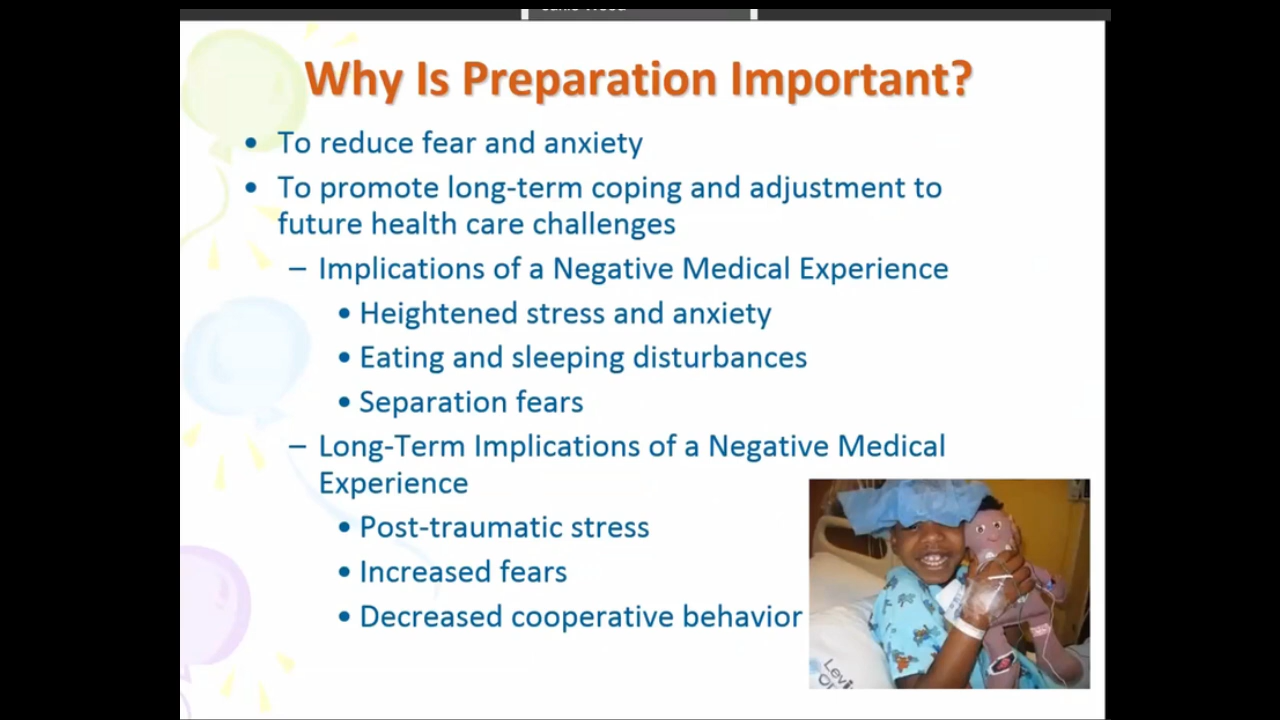 Why Is Preparation Important?
• To reduce fear and anxiety
• To promote long-term coping and adjustment to
future health care challenges
– Implications of a Negative Medical Experience
• Heightened stress and anxiety
• Eating and sleeping disturbances
• Separation fears
– Long-Term Implications of a Negative Medical
Experience
• Post-traumatic stress
• Increased fears
• Decreased cooperative behavior